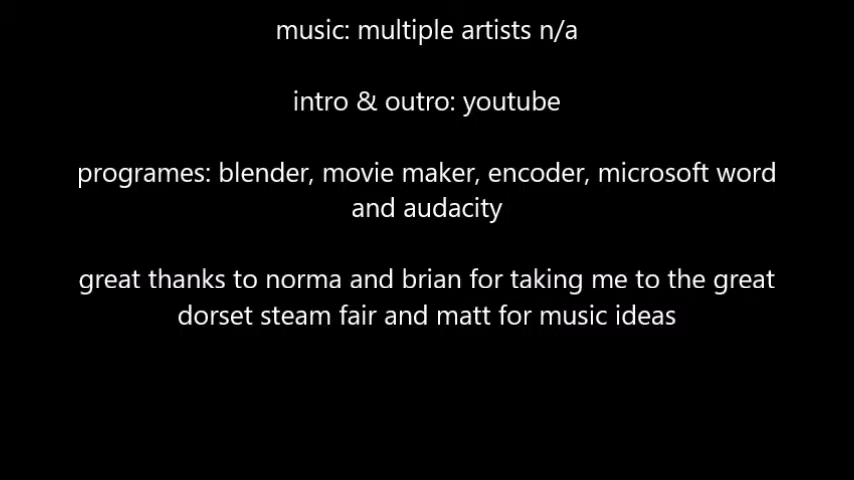 music: multiple artists n/a
intro & outro: youtube
programes: blender, movie maker, encoder, microsoft word
and audacity
great thanks to norma and brian for taking me to the great
dorset steam fair and matt for music ideas